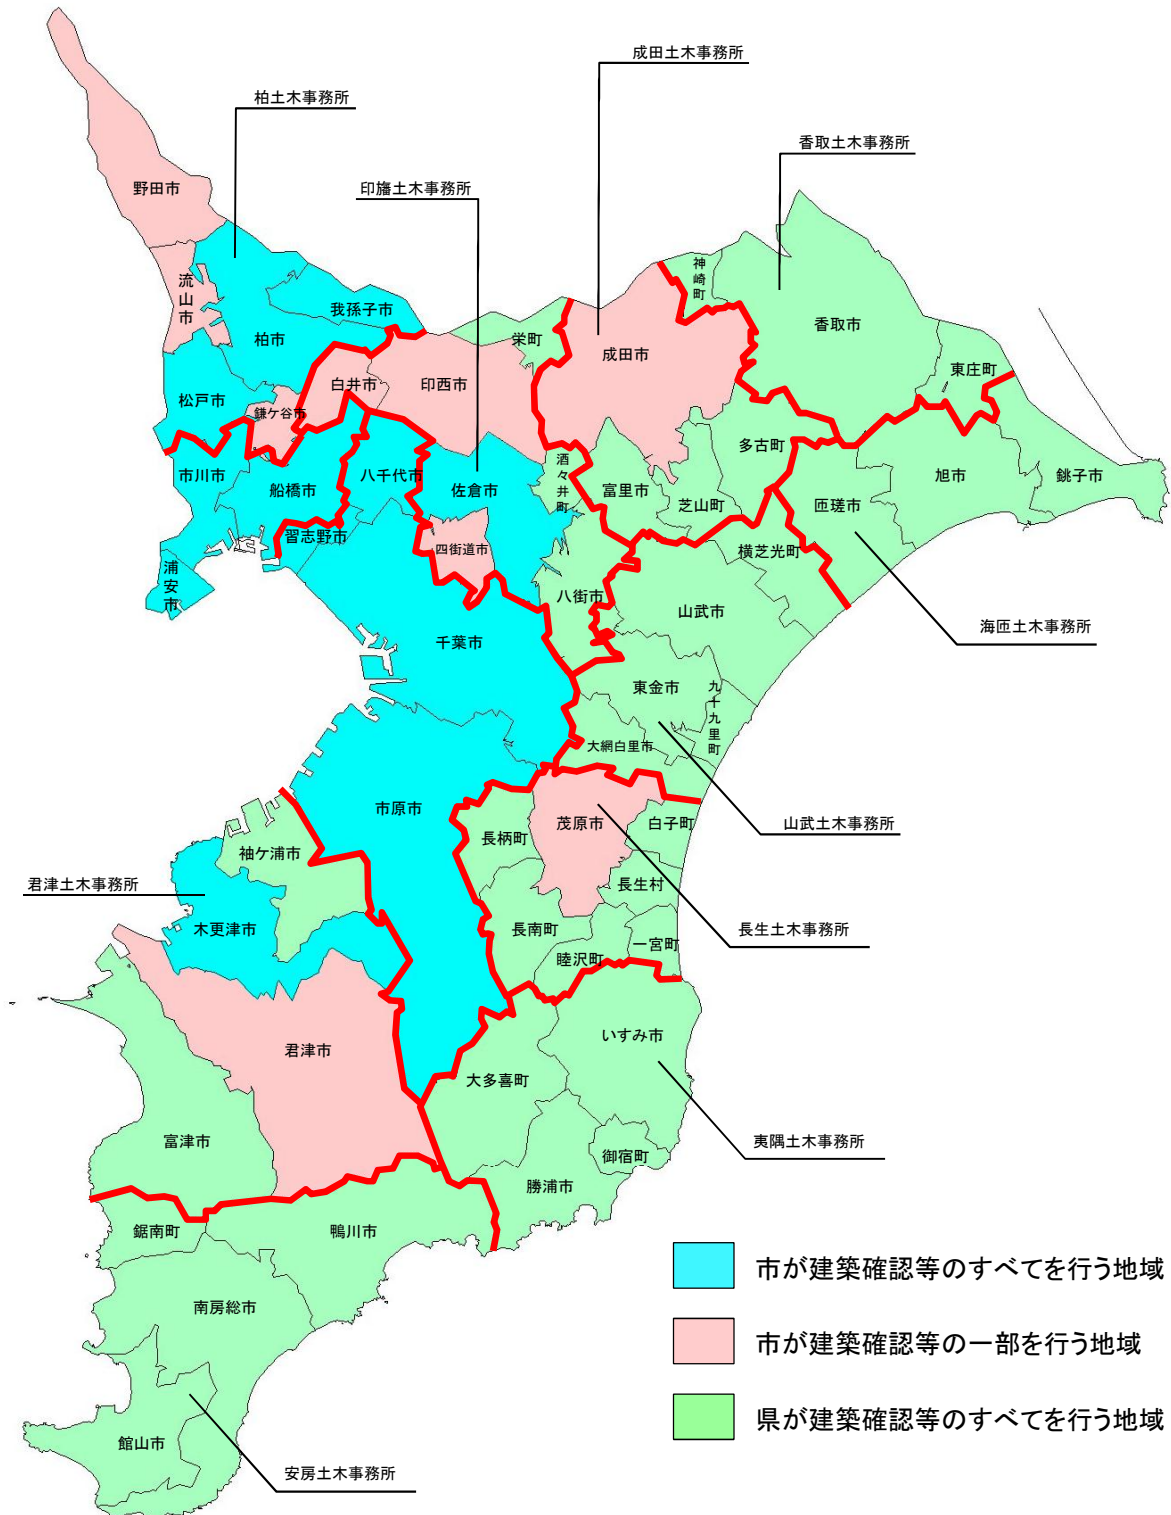 成田土木事務所
柏土木事務所
香取土木事務所
印旛土木事務所
野田市
神崎町
流山市
我孫子市
香取市
柏市
栄町
成田市
東庄町
白井市
印西市
松戸市
鎌ケ谷市
多古町
市川市
船橋市
八千代市
佐倉市
酒々井町
富里市
芝山町
匝瑳市
旭市
銚子市
習志野市
四街道市
横芝光町
浦安市
八街市
山武市
海匝土木事務所
千葉市
東金市
九十九里町
大網白里市
市原市
長柄町
茂原市
白子町
山武土木事務所
袖ケ浦市
君津土木事務所
長生村
木更津市
長南町
睦沢町
一宮町
長生土木事務所
君津市
いすみ市
大多喜町
富津市
御宿町
夷隅土木事務所
勝浦市
鋸南町
鴨川市
市が建築確認等のすべてを行う地域
南房総市
市が建築確認等の一部を行う地域
県が建築確認等のすべてを行う地域
館山市
安房土木事務所